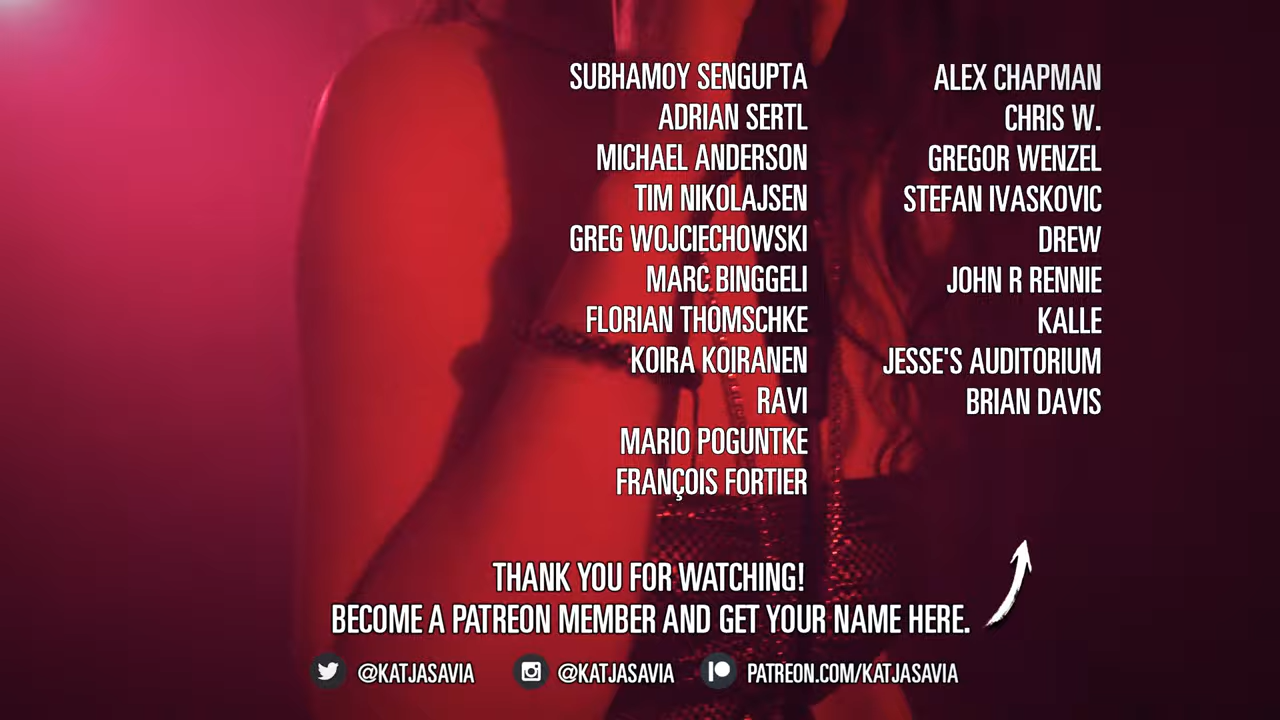 SUBHAMOY SENGUPTA
ADRIAN SERTL
MICHAEL ANDERSON
TIM NIKOLAJSEN
GREG WOJCIECHOWSKI
MARC BINGGELI
FLORIAN THOMSCHKE
KOIRA KOIRANEN
RAVI
MARIO POGUNTKE
FRANÇOIS FORTIER
ALEX CHAPMAN
CHRIS W.
GREGOR WENZEL
STEFAN IVASKOVIC
DREW
JOHN R RENNIE
KALLE
JESSE'S AUDITORIUM
BRIAN DAVIS
THANK YOU FOR WATCHING!
BECOME A PATREON MEMBER AND GET YOUR NAME HERE.
@KATJASAVIA @KATJASAVIA PATREON.COM/KATJASAVIA